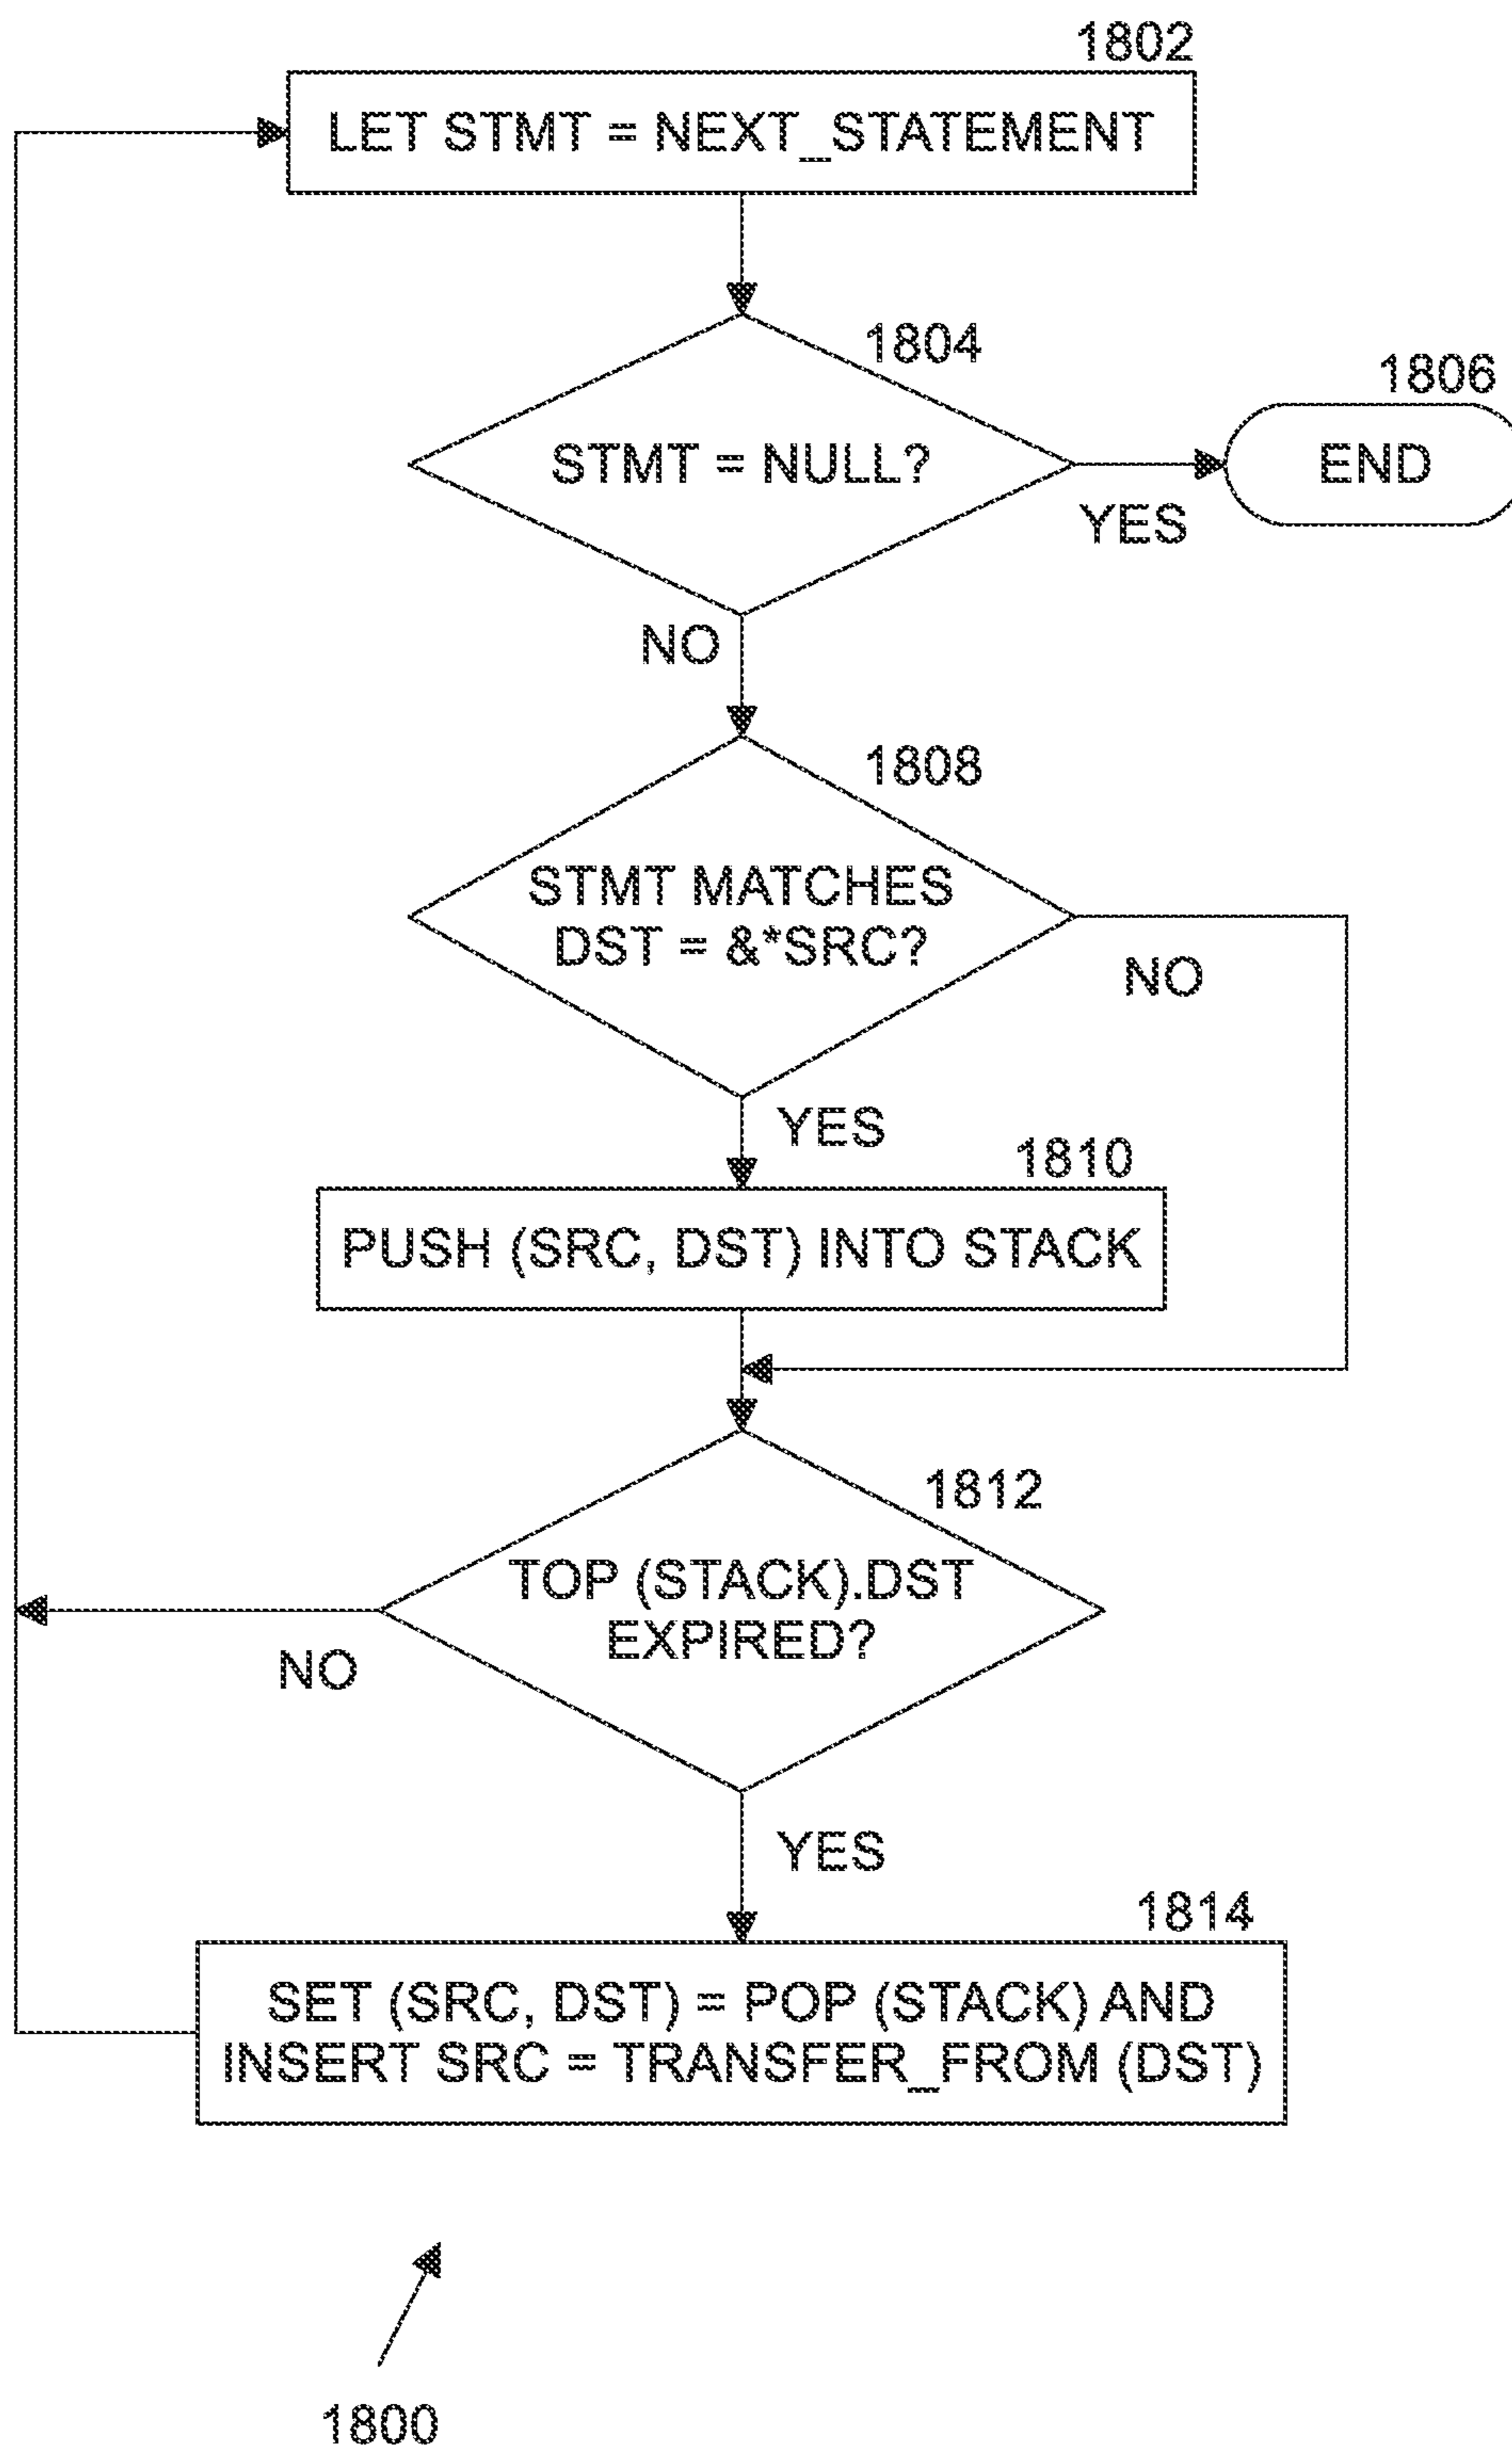 1802
LET STMT = NEXT_STATEMENT
1804
STMT = NULL?
1806
END
YES
NO
1808
STMT MATCHES
DST = &*SRC?
NO
YES
1810
PUSH (SRC, DST) INTO STACK
1812
TOP (STACK).DST
EXPIRED?
NO
YES
1814
SET (SRC, DST) = POP (STACK) AND
INSERT SRC = TRANSFER_FROM (DST)
1800